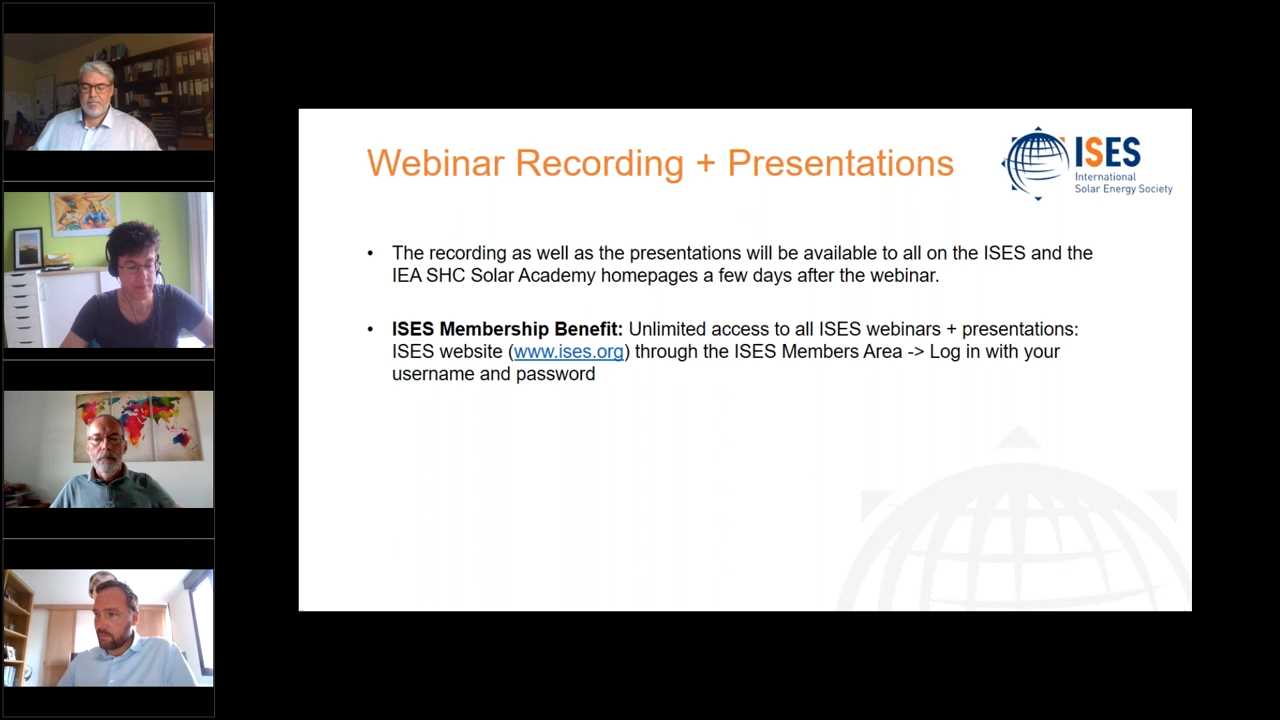 Webinar Recording + Presentations
ISES
International
Solar Energy Society
• The recording as well as the presentations will be available to all on the ISES and the
IEA SHC Solar Academy homepages a few days after the webinar.
• ISES Membership Benefit: Unlimited access to all ISES webinars + presentations:
ISES website (www.ises.org) through the ISES Members Area -> Log in with your
username and password